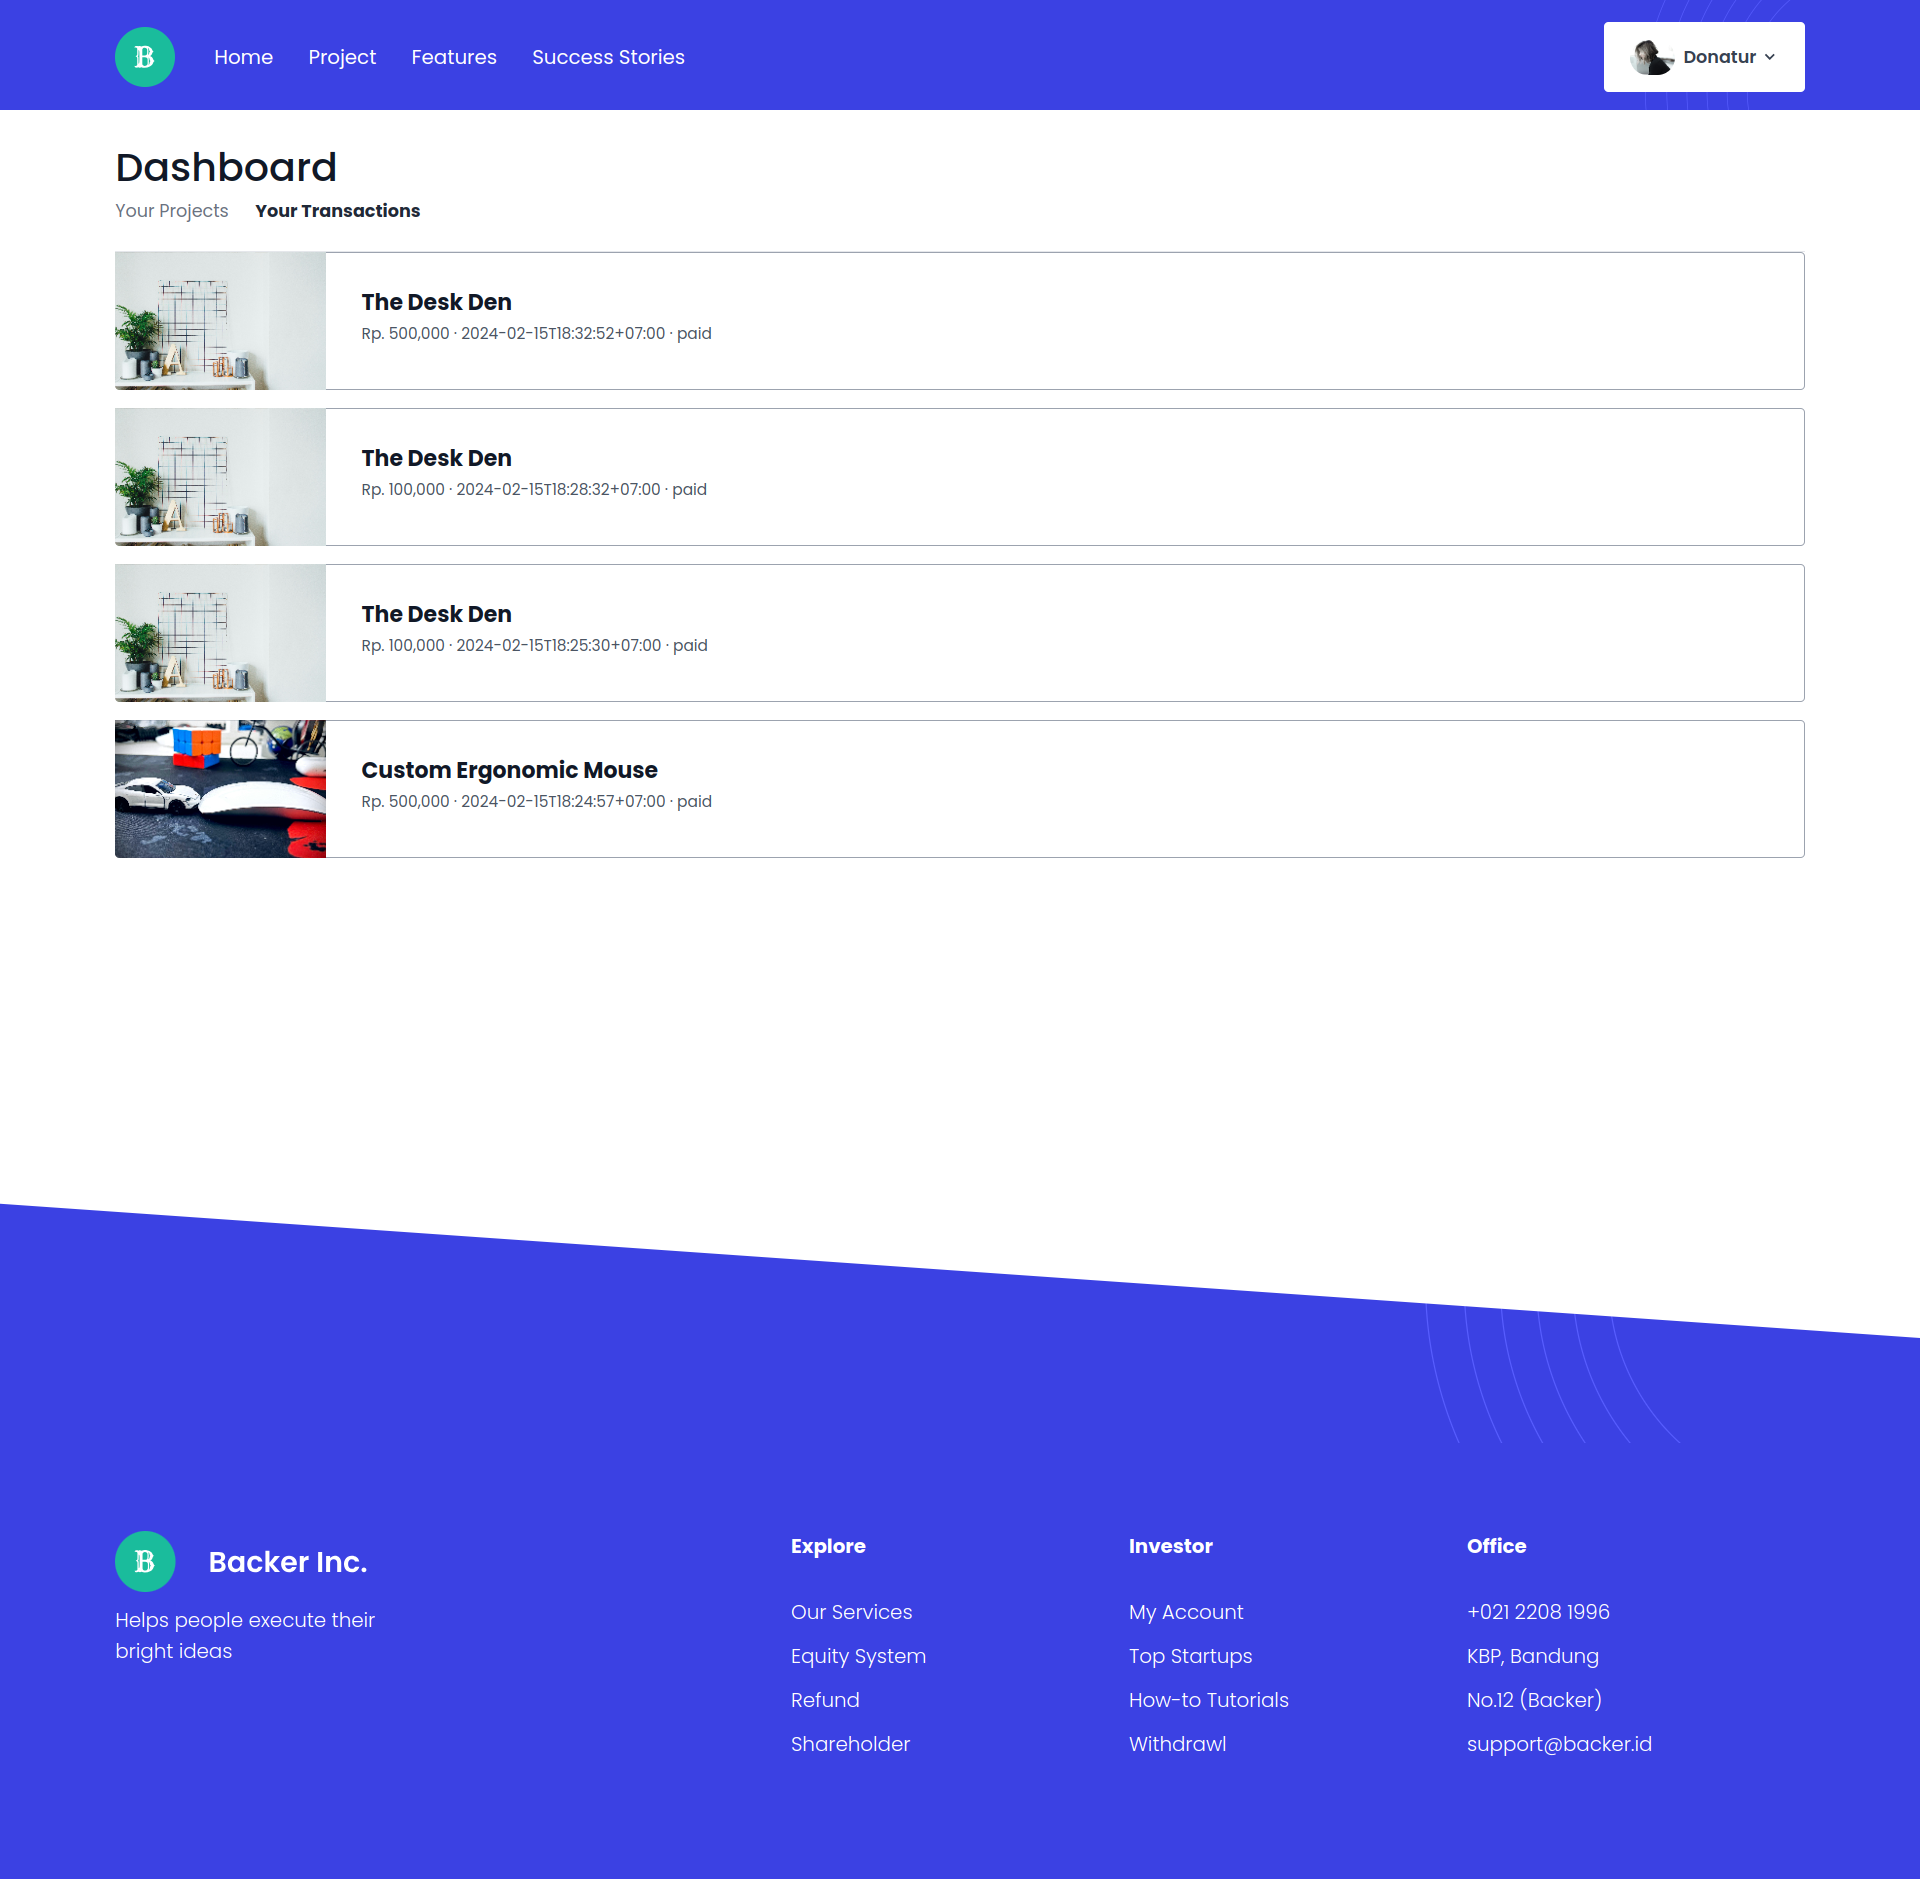 B
Home Project Features Success Stories
Donatur
Dashboard
Your Projects Your Transactions
The Desk Den
Rp. 500,000 · 2024-02-15T18:32:52+07:00 · paid
The Desk Den
Rp. 100,000 · 2024-02-15T18:28:32+07:00 · paid
The Desk Den
Rp. 100,000 · 2024-02-15T18:25:30+07:00 · paid
Custom Ergonomic Mouse
Rp. 500,000 · 2024-02-15T18:24:57+07:00 · paid
B Backer Inc.
Helps people execute their
bright ideas
Explore
Our Services
Equity System
Refund
Shareholder
Investor
My Account
Top Startups
How-to Tutorials
Withdrawl
Office
+021 2208 1996
KBP, Bandung
No.12 (Backer)
support@backer.id